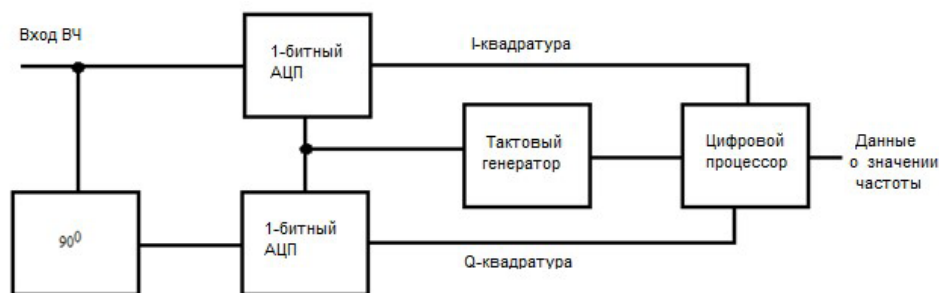 Вход ВЧ
1-битный
АЦП
I-квадратура
Тактовый
генератор
Цифровой
процессор
Данные
о значении
частоты
90⁰
1-битный
АЦП
Q-квадратура